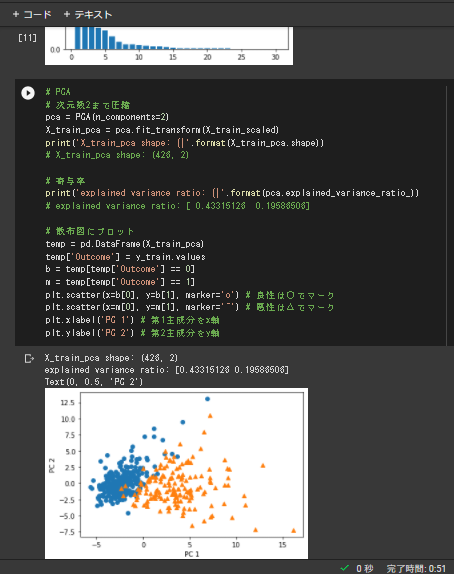 + コード + テキスト
[11]
0.0
0 5 10 15 20 25 30
# PCA
# 次元数2まで圧縮
pca = PCA(n_components=2)
X_train_pca = pca.fit_transform(X_train_scaled)
print('X_train_pca shape: {}'.format(X_train_pca.shape))
# X_train_pca shape: (426, 2)
# 寄与率
print('explained variance ratio: {}'.format(pca.explained_variance_ratio_))
# explained variance ratio: [ 0.43315126  0.19586506]
# 散布図にプロット
temp = pd.DataFrame(X_train_pca)
temp['Outcome'] = y_train.values
b = temp[temp['Outcome'] == 0]
m = temp[temp['Outcome'] == 1]
plt.scatter(x=b[0], y=b[1], marker='o') # 良性は○でマーク
plt.scatter(x=m[0], y=m[1], marker='^') # 悪性は△でマーク
plt.xlabel('PC 1') # 第1主成分をx軸
plt.ylabel('PC 2') # 第2主成分をy軸
X_train_pca shape: (426, 2)
explained variance ratio: [0.43315126 0.19586506]
Text(0, 0.5, 'PC 2')
12.5
10.0
7.5
5.0
2.5
0.0
−2.5
−5.0
−7.5
PC 2
−5 0 5 10 15
PC 1
0 秒 完了時間: 0:51